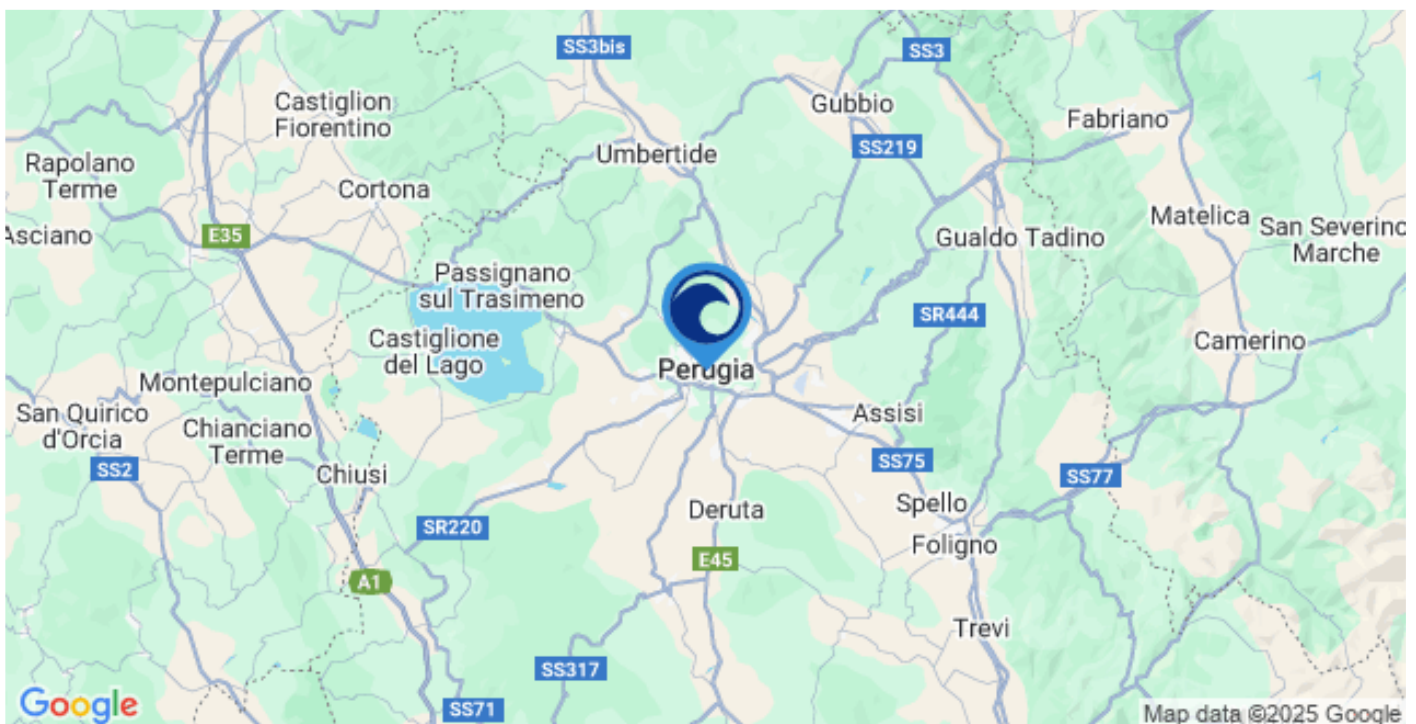 SS3bis
SS3
Castiglion
Fiorentino
Gubbio
Fabriano
SS219
Umbertide
Rapolano
Terme
Cortona
Matelica
San Severino
Marche
Asciano
E35
Gualdo Tadino
Passignano
sul Trasimeno
SR444
Castiglione
del Lago
Camerino
Perugia
Montepulciano
San Quirico
d'Orcia
Chianciano
Terme
Assisi
SS2
Chiusi
SS75
SS77
Spello
Deruta
SR220
Foligno
E45
A1
Trevi
SS317
SS71
Google
Map data ©2025 Google